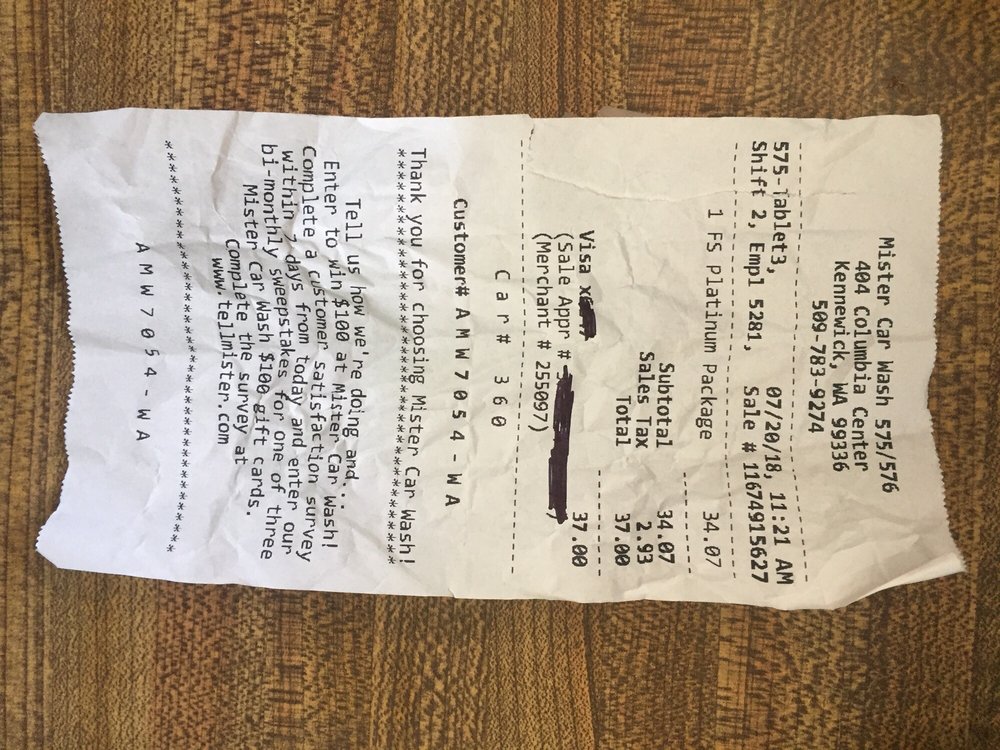 Mister Car Wash 575/576
404 Columbia Center
Kennewick, WA 99336
509-783-9274
07/20/18, 11:21 AM
575-Tablet3,
Shift 2, Empl 5281, Sale # 11674915627
1 FS Platinum Package 34.07
Subtotal 34.07
Sales Tax 2.93
Total 37.00
Visa 37.00
(Sale Appr #
(Merchant # 255097)
Car# 360
Customer# AMW7054-WA
Thank you for choosing Mister Car Wash!
***************************************
Tell us how we're doing and...
Enter to win $100 at Mister Car Wash!
Complete a customer satisfaction survey
within 7 days from today and enter our
bi-monthly sweepstakes for one of three
Mister Car Wash $100 gift cards.
Complete the survey at
www.tellmister.com
***************************************
AMW7054-WA